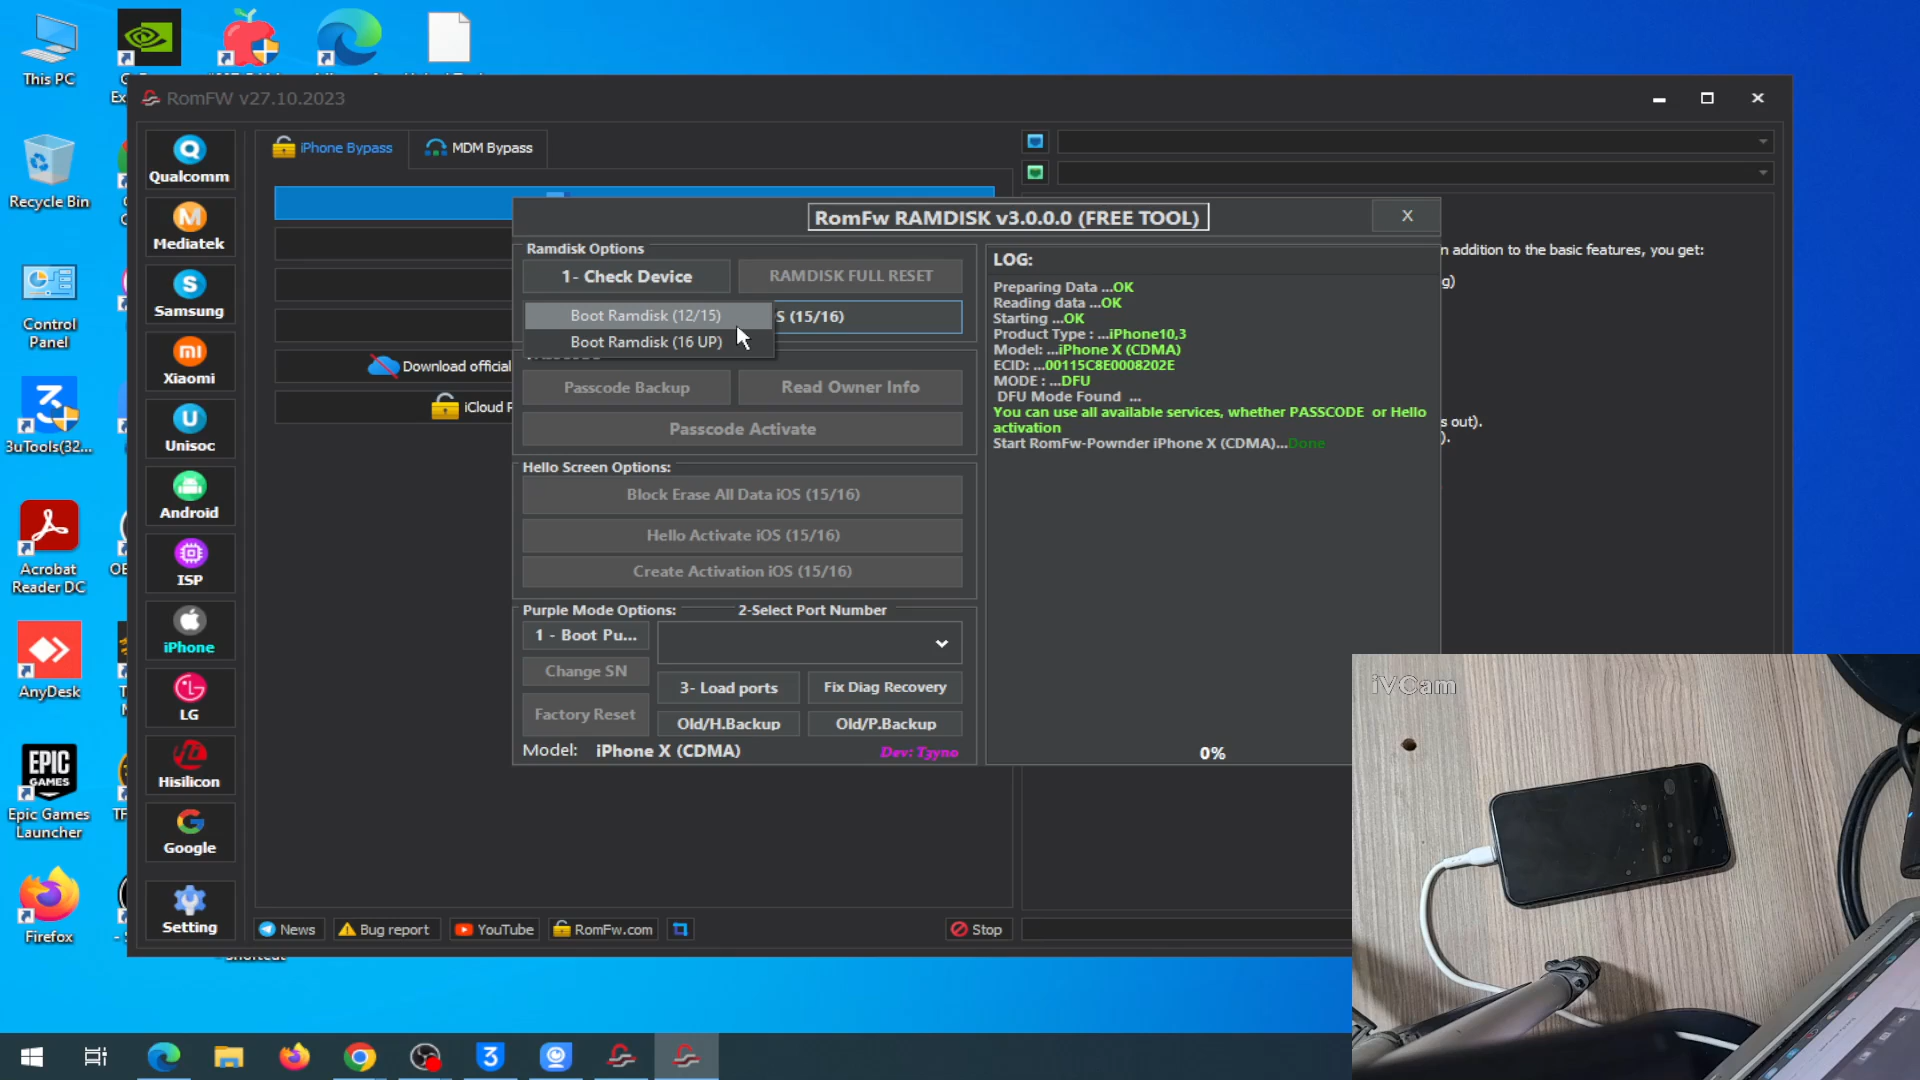 This PC
Recycle Bin
Control
Panel
3uTools(32...
Acrobat
Reader DC
AnyDesk
EPIC
GAMES
Epic Games
Launcher
Firefox
RomFW v27.10.2023
Qualcomm
Mediatek
Samsung
Xiaomi
Unisoc
Android
ISP
iPhone
LG
Hisilicon
Google
Setting
iPhone Bypass
MDM Bypass
Download official
iCloud
RomFw RAMDISK v3.0.0.0 (FREE TOOL)
X
Ramdisk Options
1- Check Device
RAMDISK FULL RESET
Boot Ramdisk (12/15)
S (15/16)
Boot Ramdisk (16 UP)
Passcode Backup
Read Owner Info
Passcode Activate
Hello Screen Options:
Block Erase All Data iOS (15/16)
Hello Activate iOS (15/16)
Create Activation iOS (15/16)
Purple Mode Options:
2-Select Port Number
1 - Boot Pu...
Change SN
3- Load ports
Fix Diag Recovery
Factory Reset
Old/H.Backup
Old/P.Backup
Model: iPhone X (CDMA)
Dev: T3yno
LOG:
Preparing Data ...OK
Reading data ...OK
Starting ...OK
Product Type : ...iPhone10,3
Model: ...iPhone X (CDMA)
ECID: ...00115C8E0008202E
MODE : ...DFU
DFU Mode Found ...
You can use all available services, whether PASSCODE or Hello
activation
Start RomFw-Pownder iPhone X (CDMA)...Done
0%
n addition to the basic features, you get:
g)
s out).
).
News
Bug report
YouTube
RomFw.com
Stop
iVCam